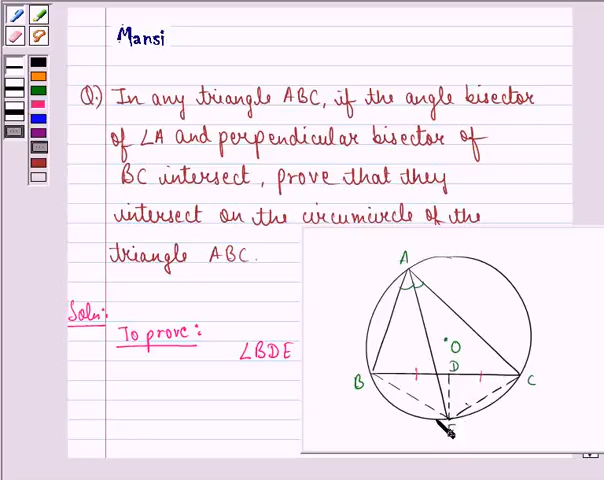 Mansi
Q.) In any triangle ABC, if the angle bisector
of ∠A and perpendicular bisector of
BC intersect, prove that they
intersect on the circumcircle of the
triangle ABC.
Soln:
To prove:
∠BDE
A
O
D
B
C
E